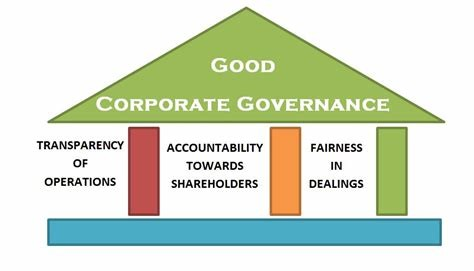 Good
Corporate Governance
TRANSPARENCY
OF
OPERATIONS
ACCOUNTABILITY
TOWARDS
SHAREHOLDERS
FAIRNESS
IN
DEALINGS